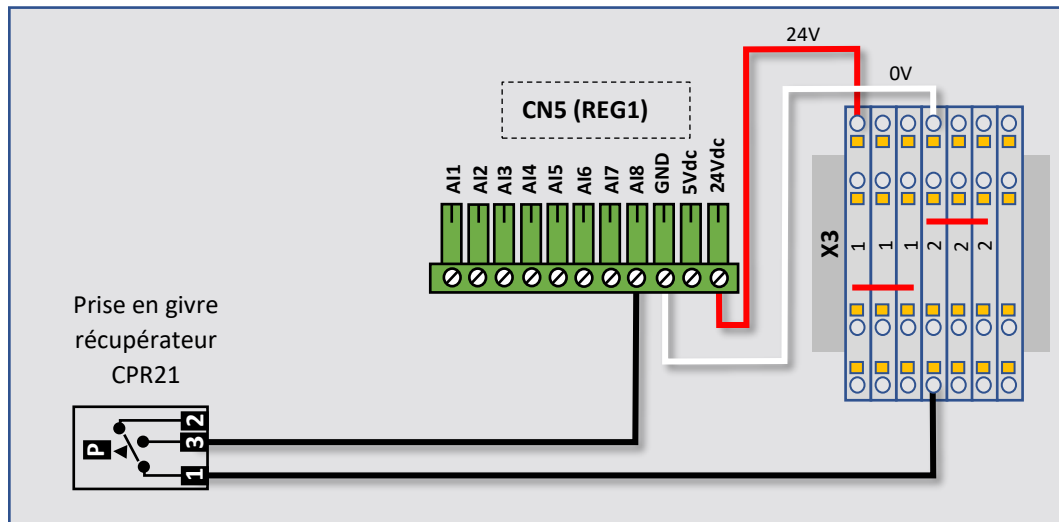 24V
0V
CN5 (REG1)
AI1
AI2
AI3
AI4
AI5
AI6
AI7
AI8
GND
5Vdc
24Vdc
X3
1
1
1
2
2
2
Prise en givre
récupérateur
CPR21
P
2
3
1